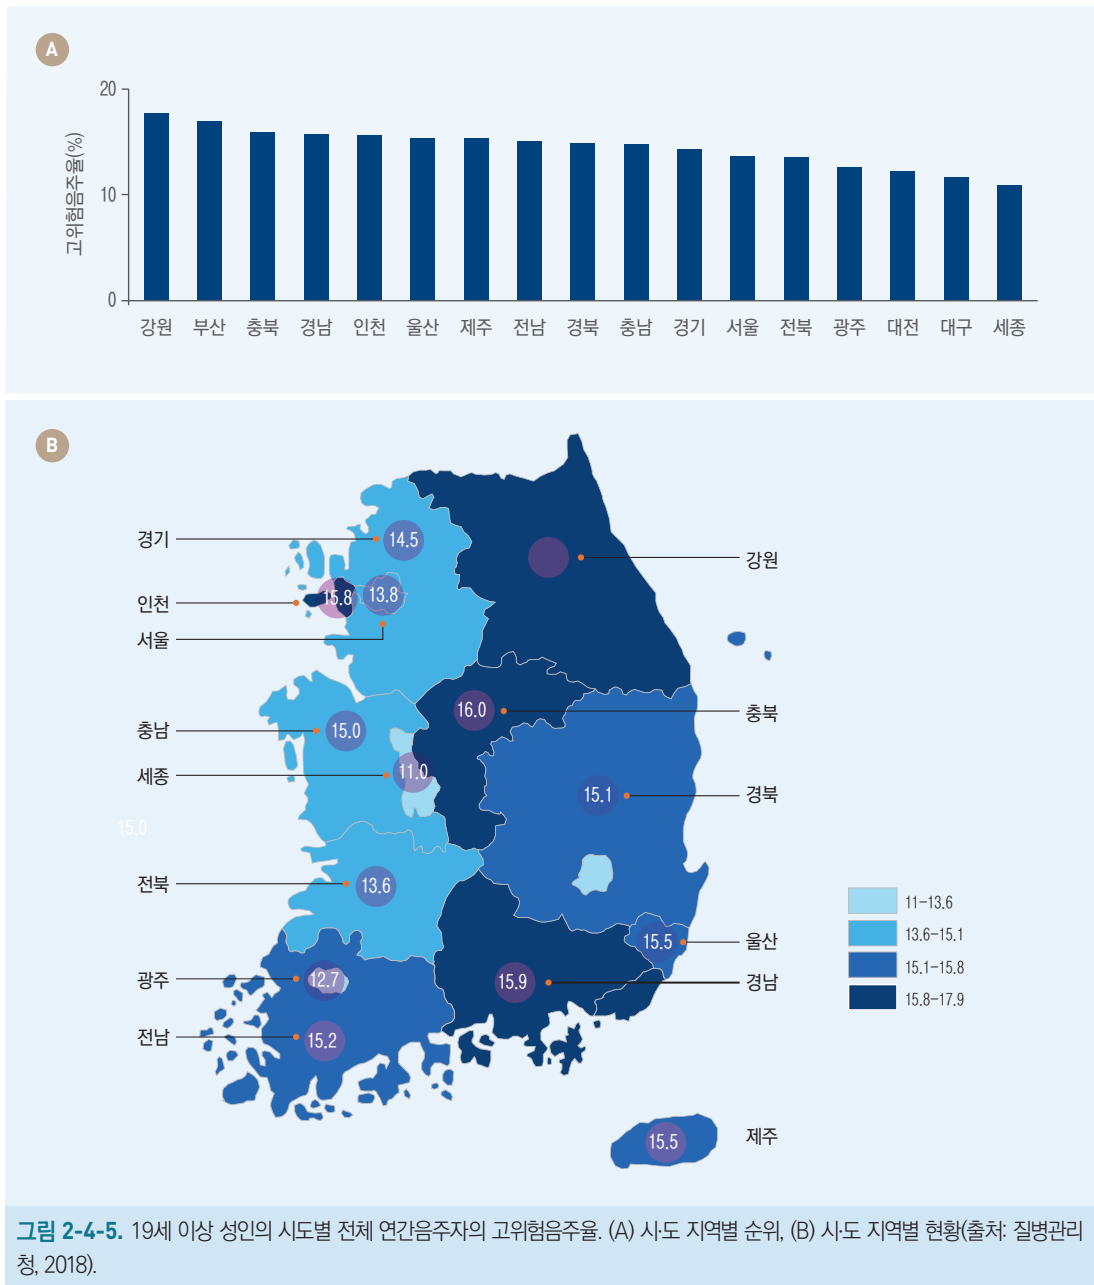 A
고위험음주율(%)
20
10
0
강원 부산 충북 경남 인천 울산 제주 전남 경북 충남 경기 서울 전북 광주 대전 대구 세종
B
경기 14.5
강원
인천 15.8 13.8
서울
16.0 충북
충남 15.0
세종 11.0
15.1 경북
15.0
전북 13.6
11–13.6
13.6–15.1
15.1–15.8
15.8–17.9
15.5 울산
광주 12.7
15.9 경남
전남 15.2
15.5 제주
그림 2-4-5. 19세 이상 성인의 시도별 전체 연간음주자의 고위험음주율. (A) 시·도 지역별 순위, (B) 시·도 지역별 현황(출처: 질병관리
청, 2018).